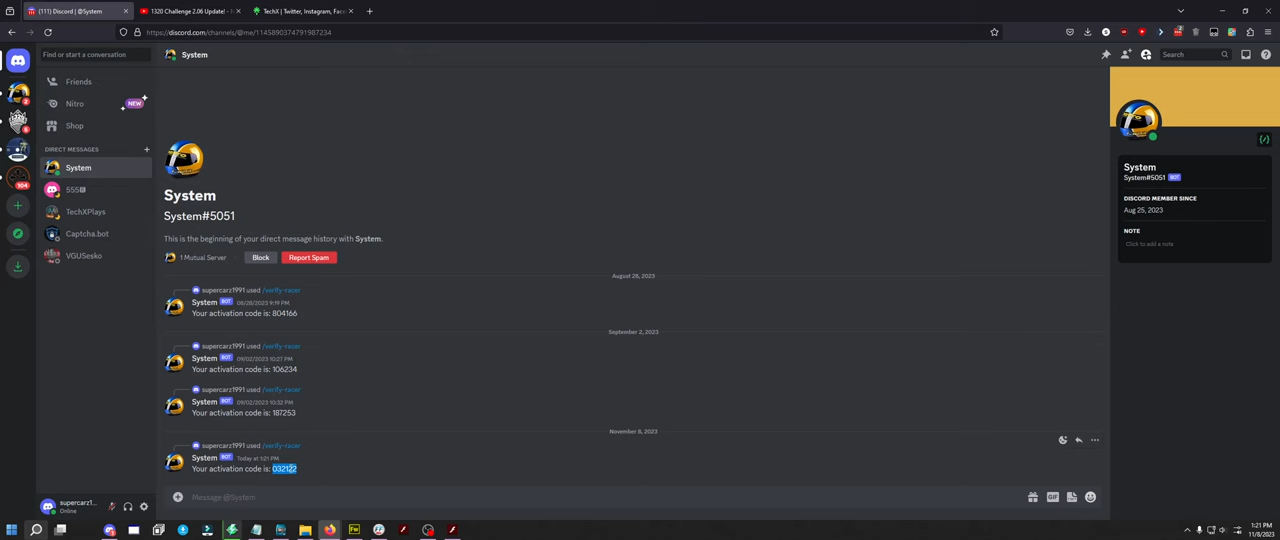 (111) Discord | @System
1320 Challenge 2.06 Update! - Y
TechX | Twitter, Instagram, Face
https://discord.com/channels/@me/1145890374791987234
Find or start a conversation
System
Search
Friends
Nitro
NEW
Shop
DIRECT MESSAGES
System
555
TechXPlays
Captcha.bot
VGUSesko
2
6
104
System
System#5051
This is the beginning of your direct message history with System.
1 Mutual Server
Block
Report Spam
August 28, 2023
supercarz1991 used /verify-racer
System BOT 08/28/2023 9:19 PM
Your activation code is: 804166
September 2, 2023
supercarz1991 used /verify-racer
System BOT 09/02/2023 10:27 PM
Your activation code is: 106234
supercarz1991 used /verify-racer
System BOT 09/02/2023 10:32 PM
Your activation code is: 187253
November 8, 2023
supercarz1991 used /verify-racer
System BOT Today at 1:21 PM
Your activation code is: 032122
Message @System
GIF
System
System#5051 BOT
DISCORD MEMBER SINCE
Aug 25, 2023
NOTE
Click to add a note
supercarz1...
Online
Fw
1:21 PM
11/8/2023